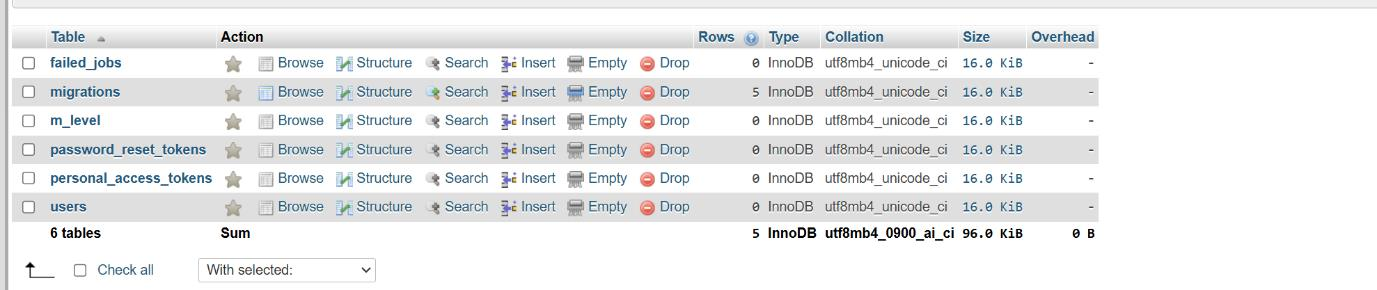 Table Action Rows Type Collation Size Overhead
failed_jobs Browse Structure Search Insert Empty Drop 0 InnoDB utf8mb4_unicode_ci 16.0 KiB -
migrations Browse Structure Search Insert Empty Drop 5 InnoDB utf8mb4_unicode_ci 16.0 KiB -
m_level Browse Structure Search Insert Empty Drop 0 InnoDB utf8mb4_unicode_ci 16.0 KiB -
password_reset_tokens Browse Structure Search Insert Empty Drop 0 InnoDB utf8mb4_unicode_ci 16.0 KiB -
personal_access_tokens Browse Structure Search Insert Empty Drop 0 InnoDB utf8mb4_unicode_ci 16.0 KiB -
users Browse Structure Search Insert Empty Drop 0 InnoDB utf8mb4_unicode_ci 16.0 KiB -
6 tables Sum 5 InnoDB utf8mb4_0900_ai_ci 96.0 KiB 0 B
Check all With selected: